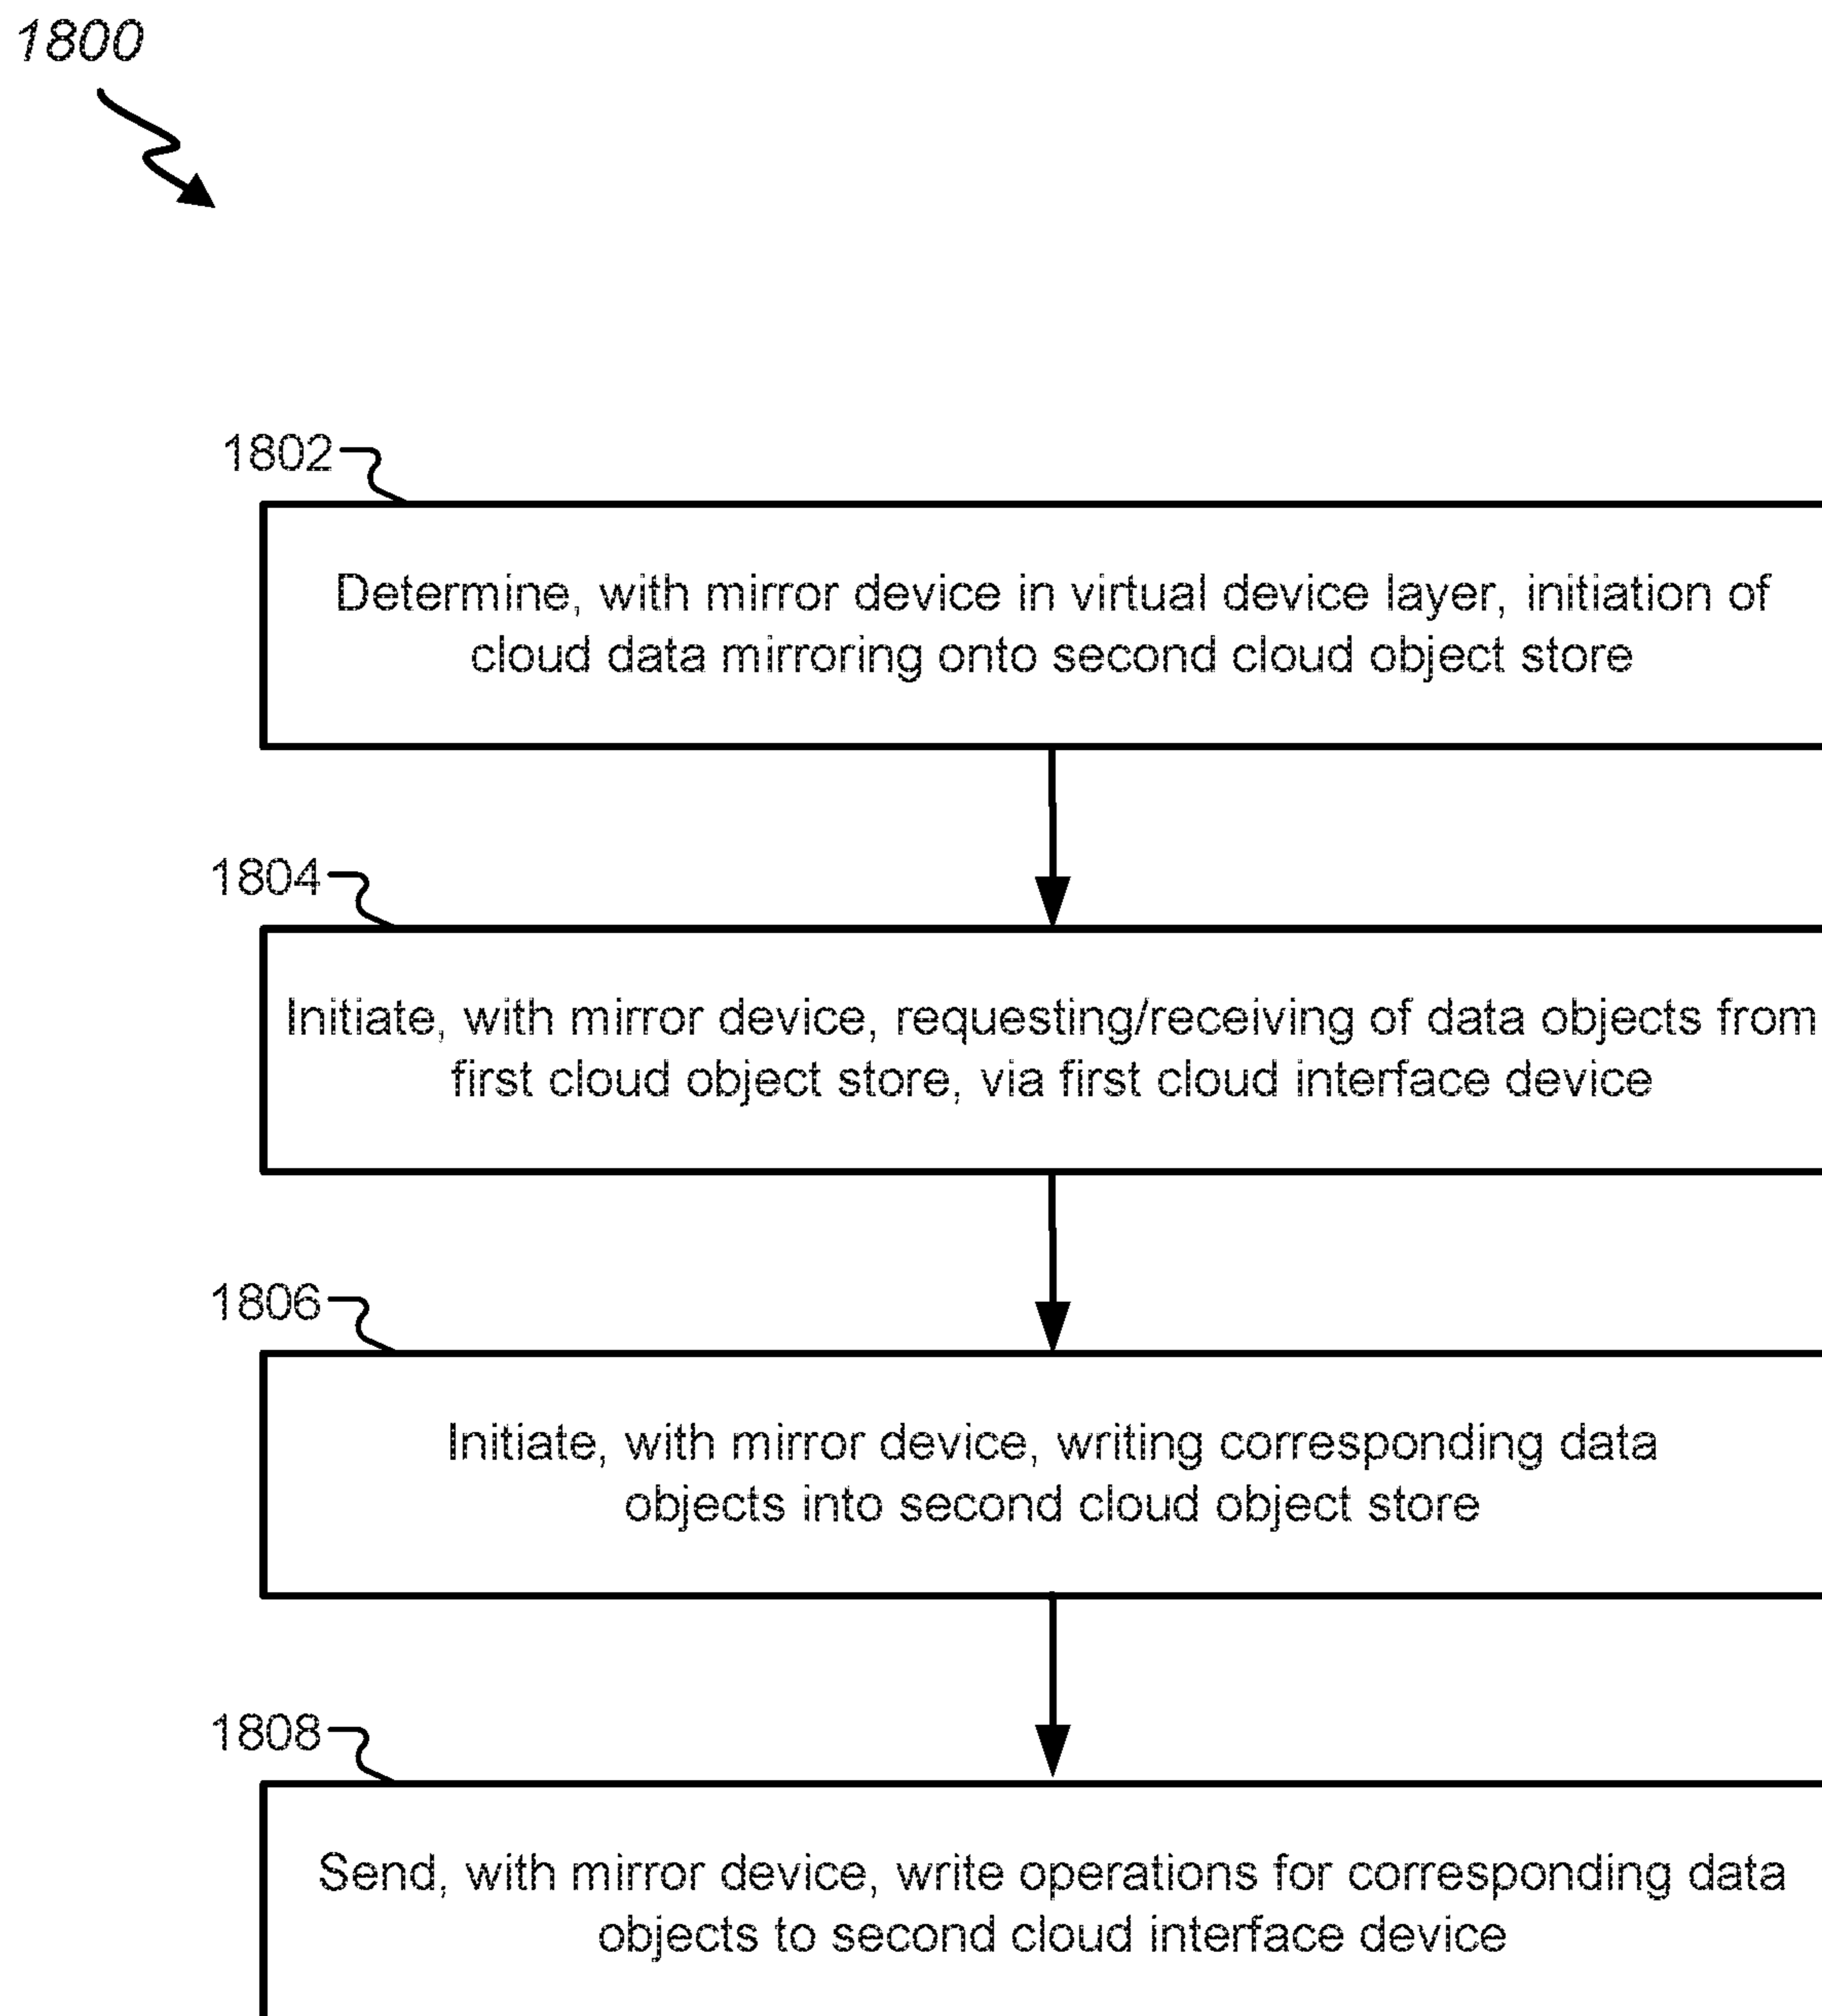 1800
1802
Determine, with mirror device in virtual device layer, initiation of
cloud data mirroring onto second cloud object store
1804
Initiate, with mirror device, requesting/receiving of data objects from
first cloud object store, via first cloud interface device
1806
Initiate, with mirror device, writing corresponding data
objects into second cloud object store
1808
Send, with mirror device, write operations for corresponding data
objects to second cloud interface device